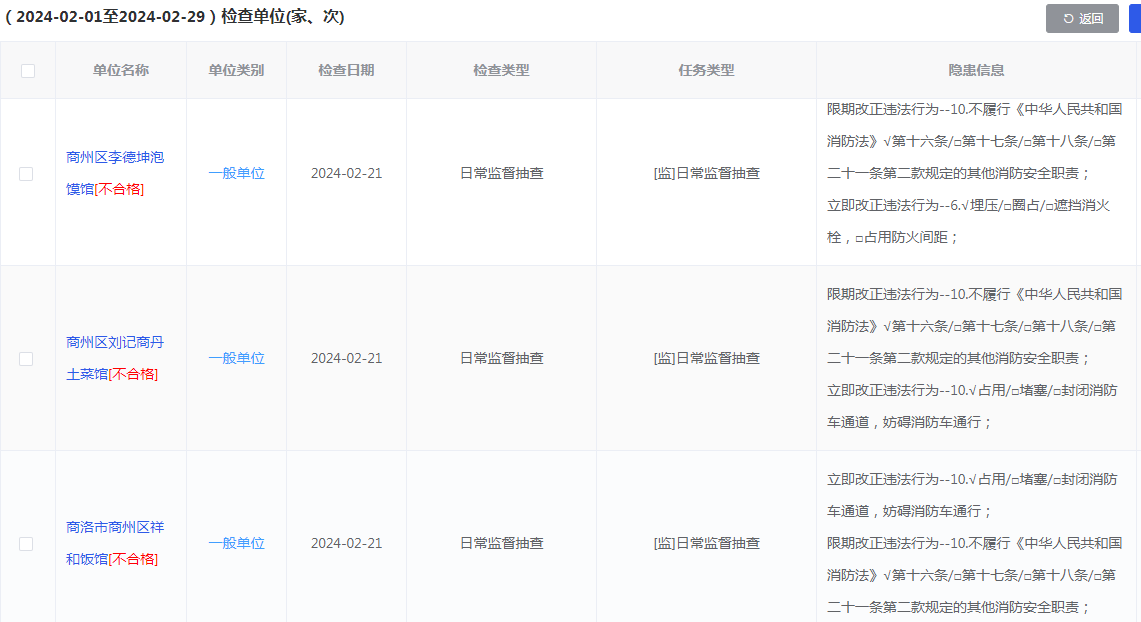 （2024-02-01至2024-02-29）检查单位(家、次)
返回
单位名称 单位类别 检查日期 检查类型 任务类型 隐患信息
限期改正违法行为--10.不履行《中华人民共和国
消防法》√第十六条/□第十七条/□第十八条/□第
二十一条第二款规定的其他消防安全职责；
立即改正违法行为--6.√埋压/□圈占/□遮挡消火
栓，□占用防火间距；
商州区李德坤泡
馍馆[不合格]
一般单位
2024-02-21
日常监督抽查
[监]日常监督抽查
限期改正违法行为--10.不履行《中华人民共和国
消防法》√第十六条/□第十七条/□第十八条/□第
二十一条第二款规定的其他消防安全职责；
立即改正违法行为--10.√占用/□堵塞/□封闭消防
车通道，妨碍消防车通行；
商州区刘记商丹
土菜馆[不合格]
一般单位
2024-02-21
日常监督抽查
[监]日常监督抽查
立即改正违法行为--10.√占用/□堵塞/□封闭消防
车通道，妨碍消防车通行；
限期改正违法行为--10.不履行《中华人民共和国
消防法》√第十六条/□第十七条/□第十八条/□第
二十一条第二款规定的其他消防安全职责；
商洛市商州区祥
和饭馆[不合格]
一般单位
2024-02-21
日常监督抽查
[监]日常监督抽查